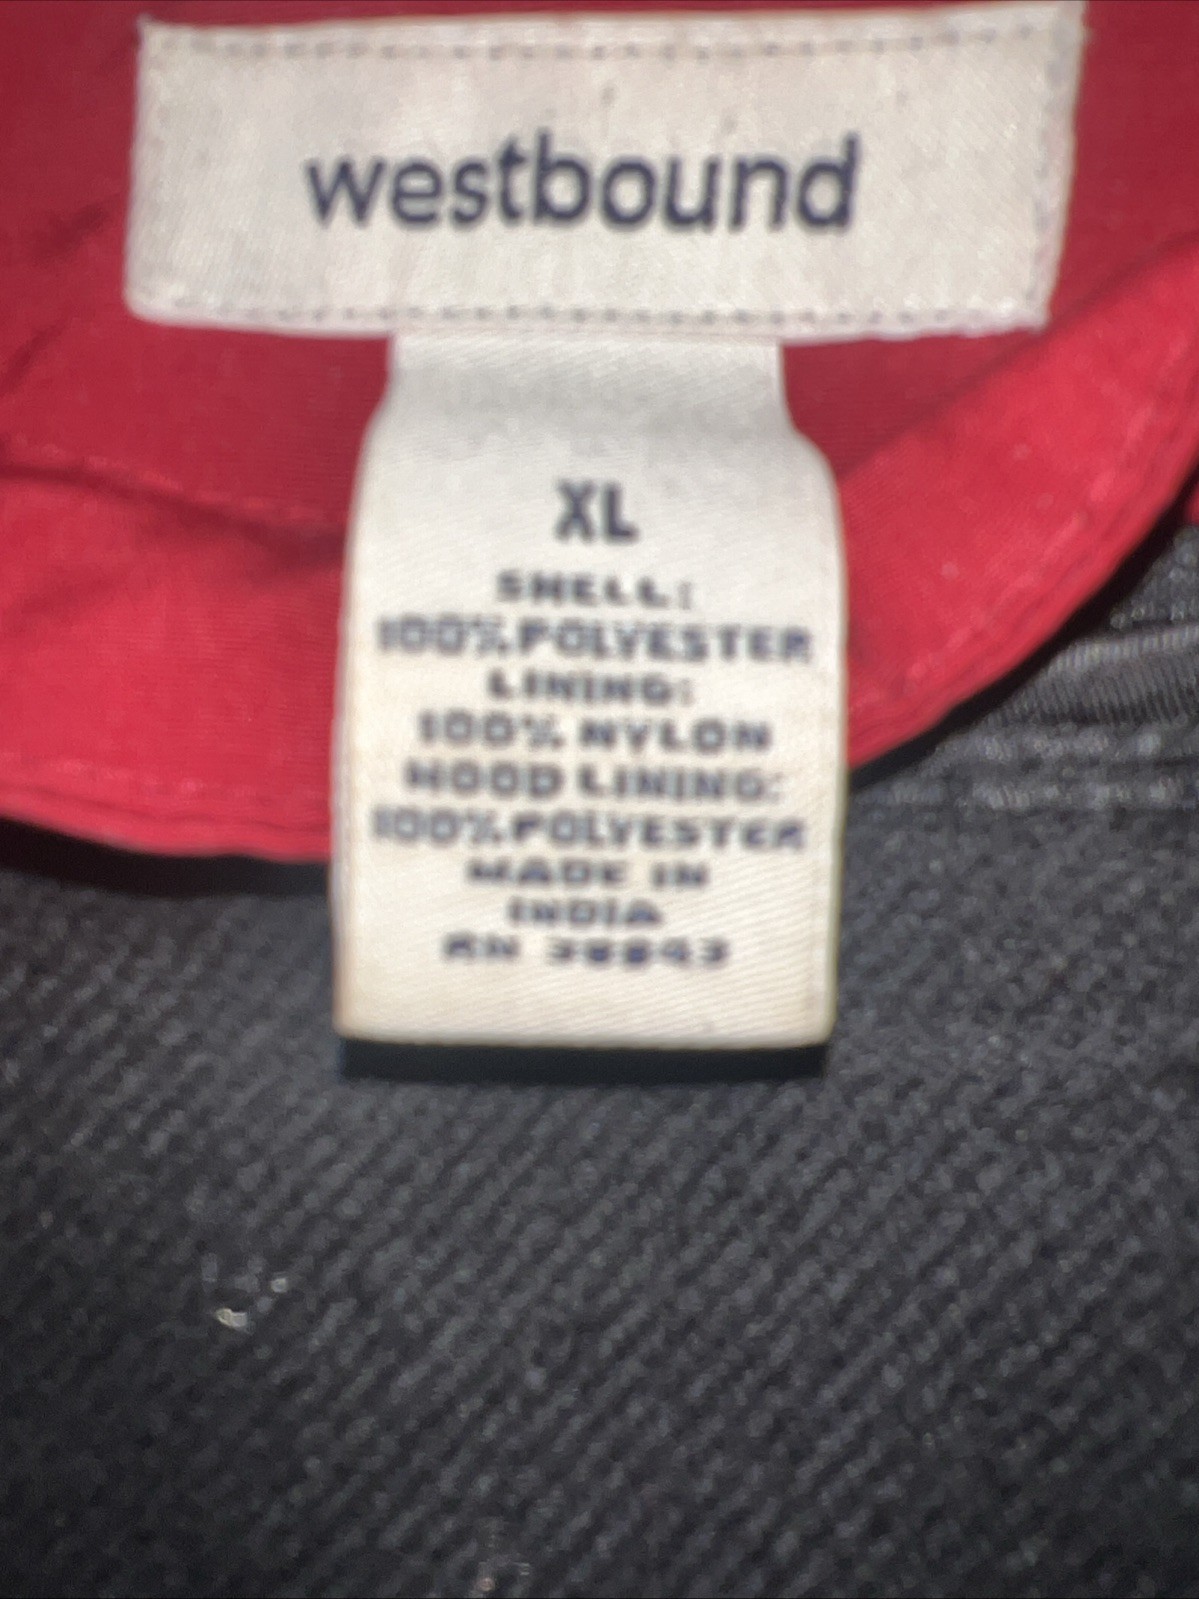 westbound
XL
SHELL:
100% POLYESTER
LINING:
100% NYLON
HOOD LINING:
100% POLYESTER
MADE IN
INDIA
RN